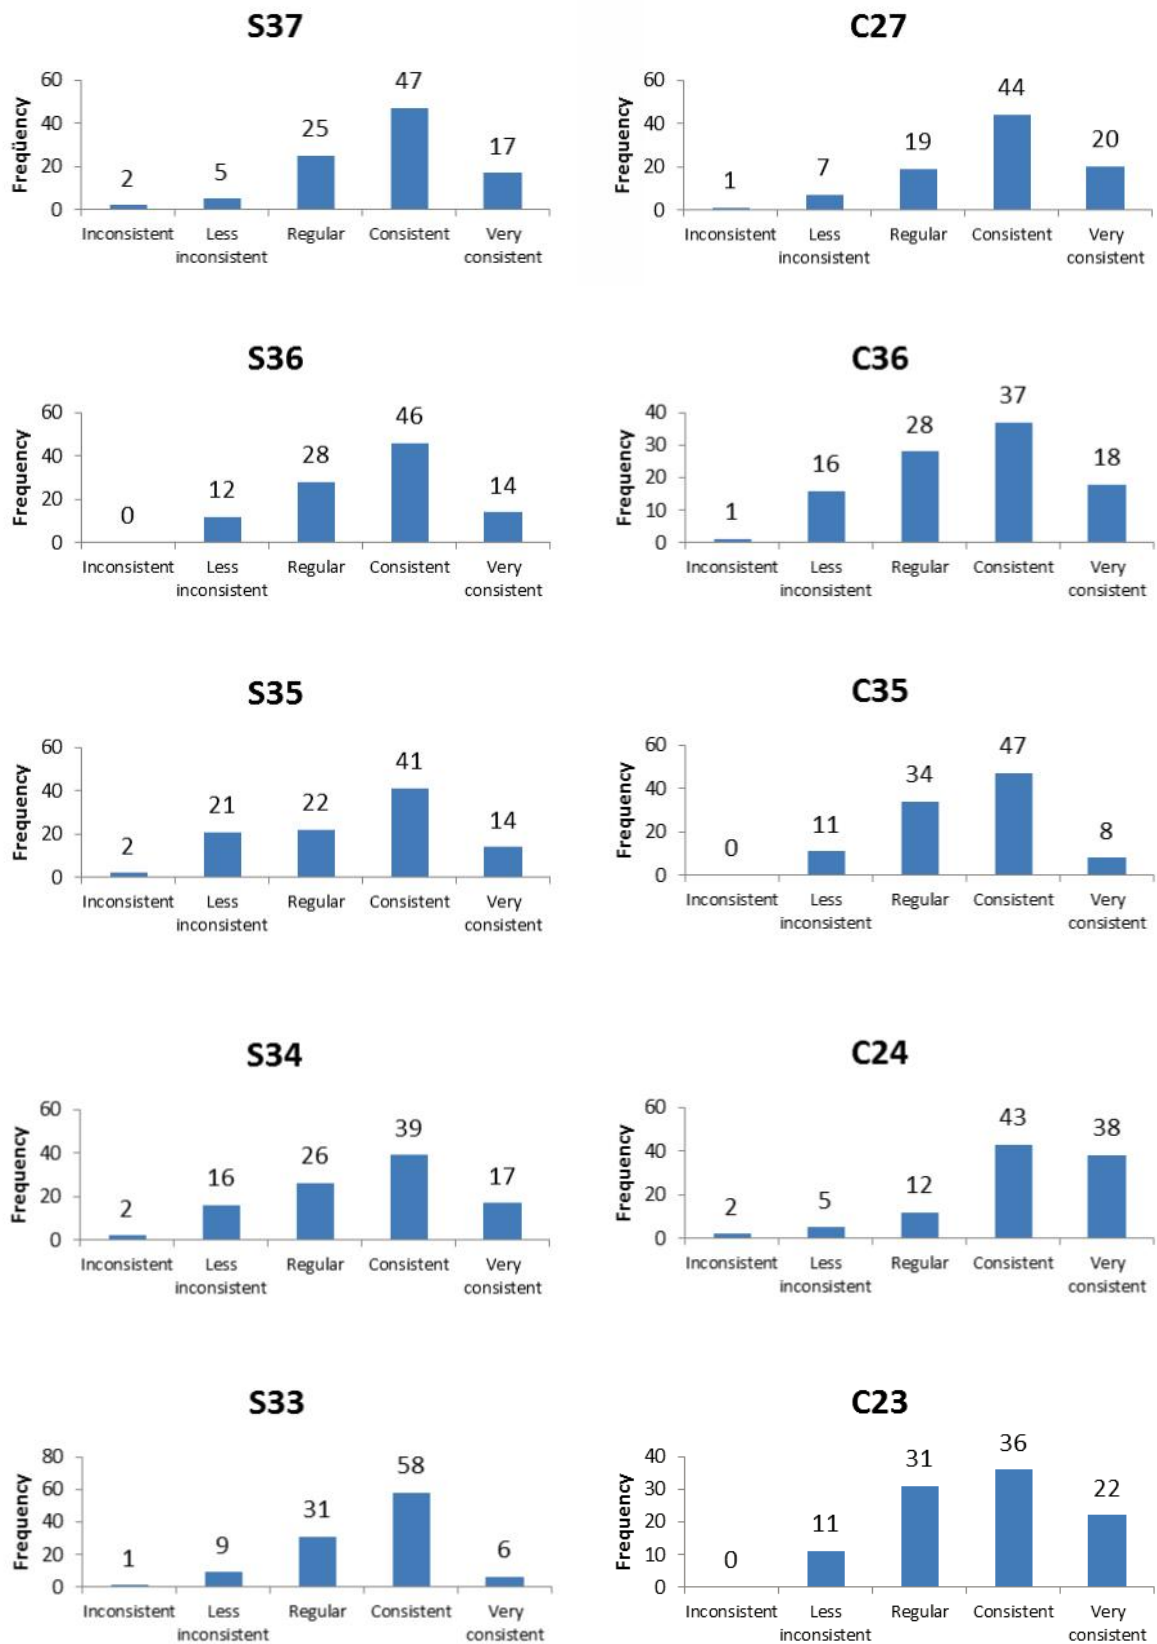 S37
Freqüency
60
40
20
0
2
5
25
47
17
Inconsistent
Less
inconsistent
Regular
Consistent
Very
consistent
C27
Frequency
60
40
20
0
1
7
19
44
20
Inconsistent
Less
inconsistent
Regular
Consistent
Very
consistent
S36
Frequency
60
40
20
0
0
12
28
46
14
Inconsistent
Less
inconsistent
Regular
Consistent
Very
consistent
C36
Frequency
40
30
20
10
0
1
16
28
37
18
Inconsistent
Less
inconsistent
Regular
Consistent
Very
consistent
S35
Frequency
60
40
20
0
2
21
22
41
14
Inconsistent
Less
inconsistent
Regular
Consistent
Very
consistent
C35
Frequency
60
40
20
0
0
11
34
47
8
Inconsistent
Less
inconsistent
Regular
Consistent
Very
consistent
S34
Frequency
60
40
20
0
2
16
26
39
17
Inconsistent
Less
inconsistent
Regular
Consistent
Very
consistent
C24
Frequency
60
40
20
0
2
5
12
43
38
Inconsistent
Less
inconsistent
Regular
Consistent
Very
consistent
S33
Frequency
80
60
40
20
0
1
9
31
58
6
Inconsistent
Less
inconsistent
Regular
Consistent
Very
consistent
C23
Frequency
40
30
20
10
0
0
11
31
36
22
Inconsistent
Less
inconsistent
Regular
Consistent
Very
consistent